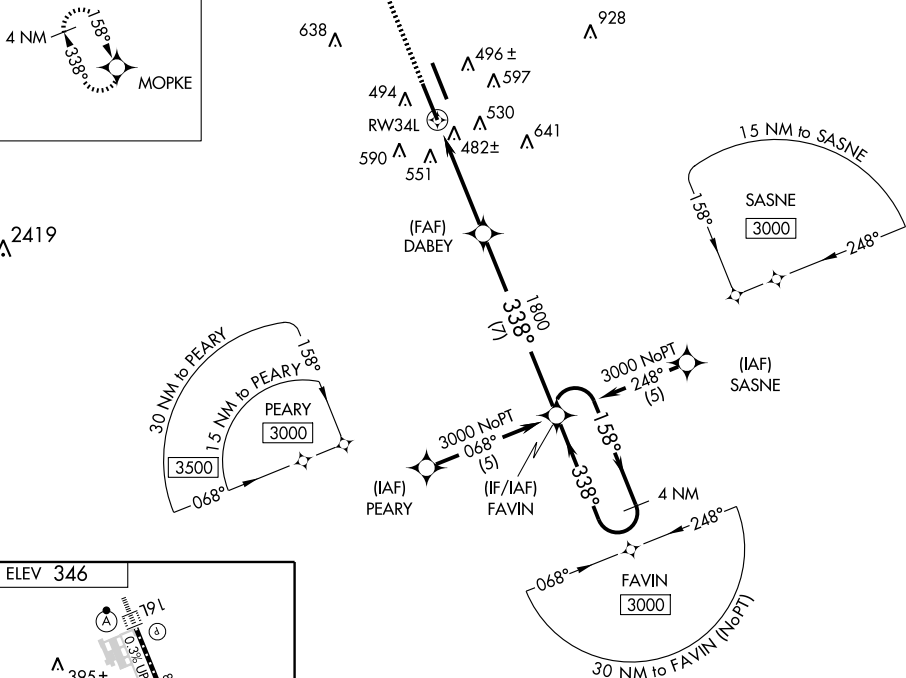 4 NM
158°
338°
MOPKE
638
928
496 ±
597
494
RW34L
530
482±
641
590
551
2419
(FAF)
DABEY
15 NM to SASNE
SASNE
3000
158°
248°
1800
338°
(7)
30 NM to PEARY
15 NM to PEARY
158°
PEARY
3000
3500
068°
3000 NoPT
248°
(5)
(IAF)
SASNE
3000 NoPT
068°
(5)
(IAF)
PEARY
(IF/IAF)
FAVIN
158°
338°
4 NM
068°
248°
FAVIN
3000
30 NM to FAVIN (NoPT)
ELEV 346
A
16L
P
0.3% UP
395±